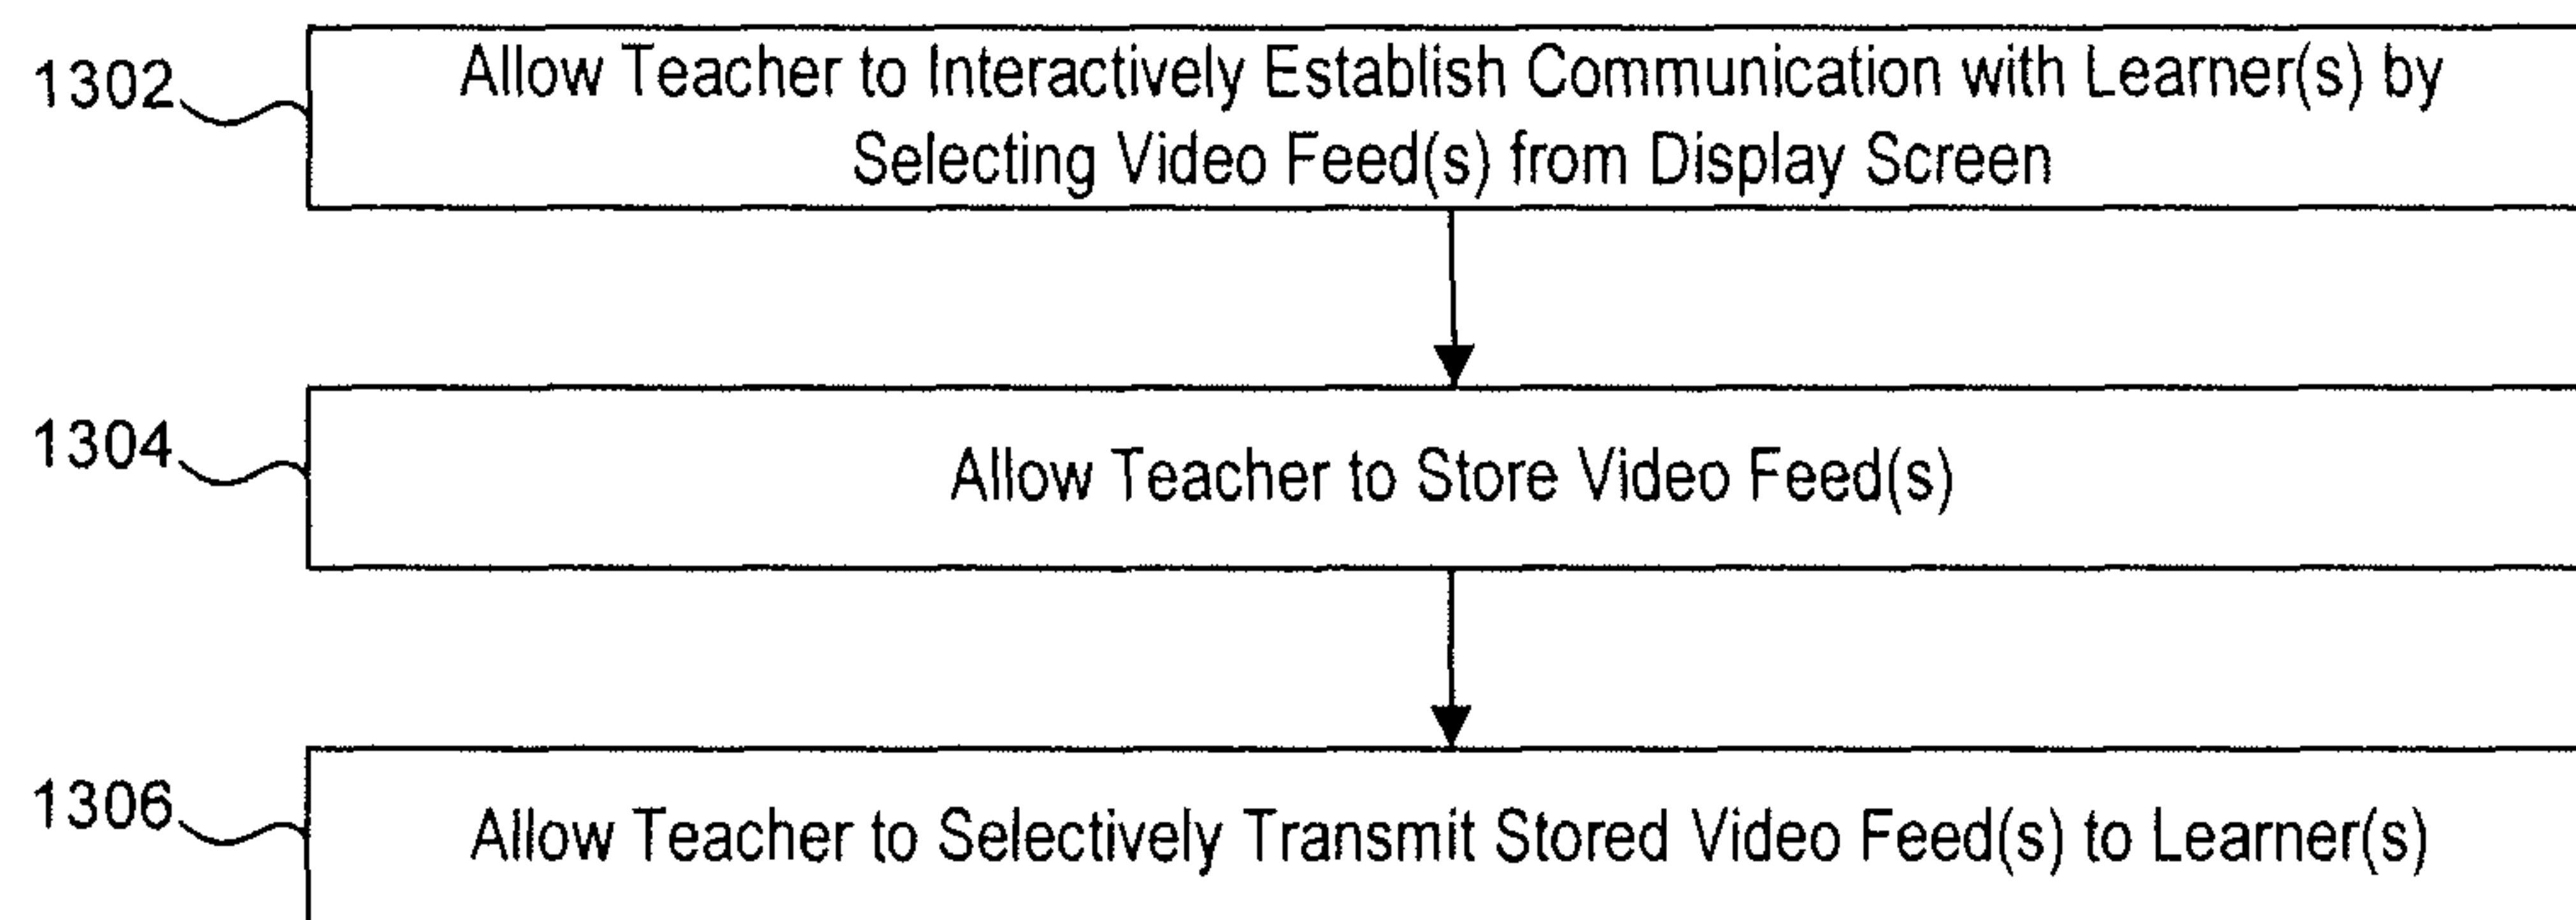 1302
Allow Teacher to Interactively Establish Communication with Learner(s) by
Selecting Video Feed(s) from Display Screen
1304
Allow Teacher to Store Video Feed(s)
1306
Allow Teacher to Selectively Transmit Stored Video Feed(s) to Learner(s)